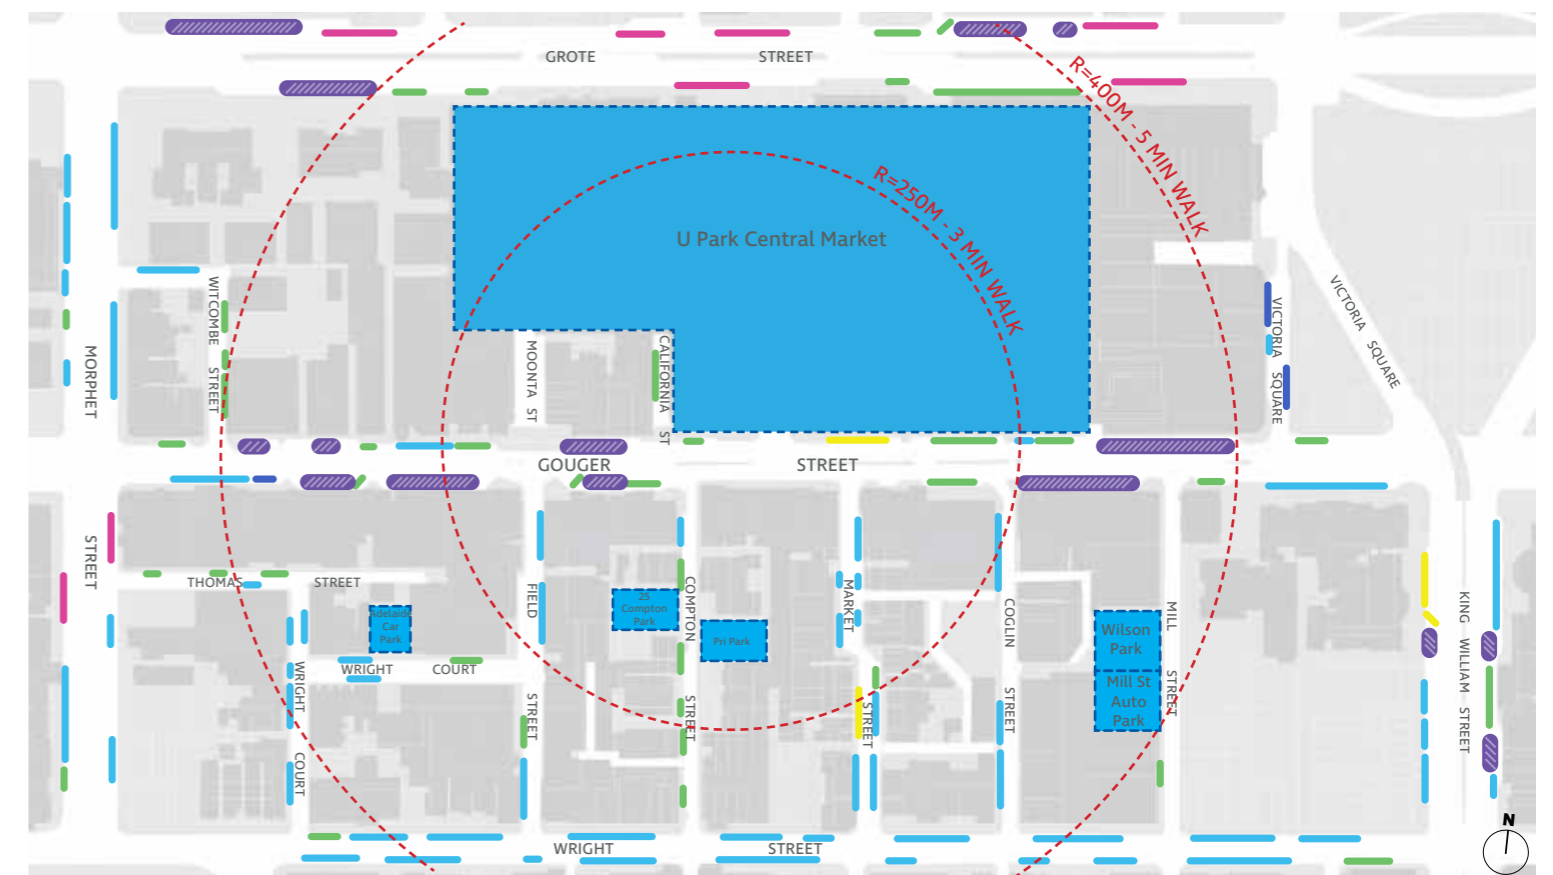 GROTE STREET
R=400M - 5 MIN WALK
R=250M - 3 MIN WALK
U Park Central Market
WITCOMBE STREET
MORPHET STREET
MOONTA ST
CALIFORNIA ST
VICTORIA SQUARE
VICTORIA SQUARE
GOUGER STREET
THOMAS STREET
Adelaide
Car
Park
FIELD STREET
25
Compton
Park
COMPTON STREET
Pri Park
MARKET STREET
COGLIN STREET
Wilson
Park
Mill St
Auto
Park
MILL STREET
KING WILLIAM STREET
WRIGHT COURT
WRIGHT COURT
WRIGHT STREET
N